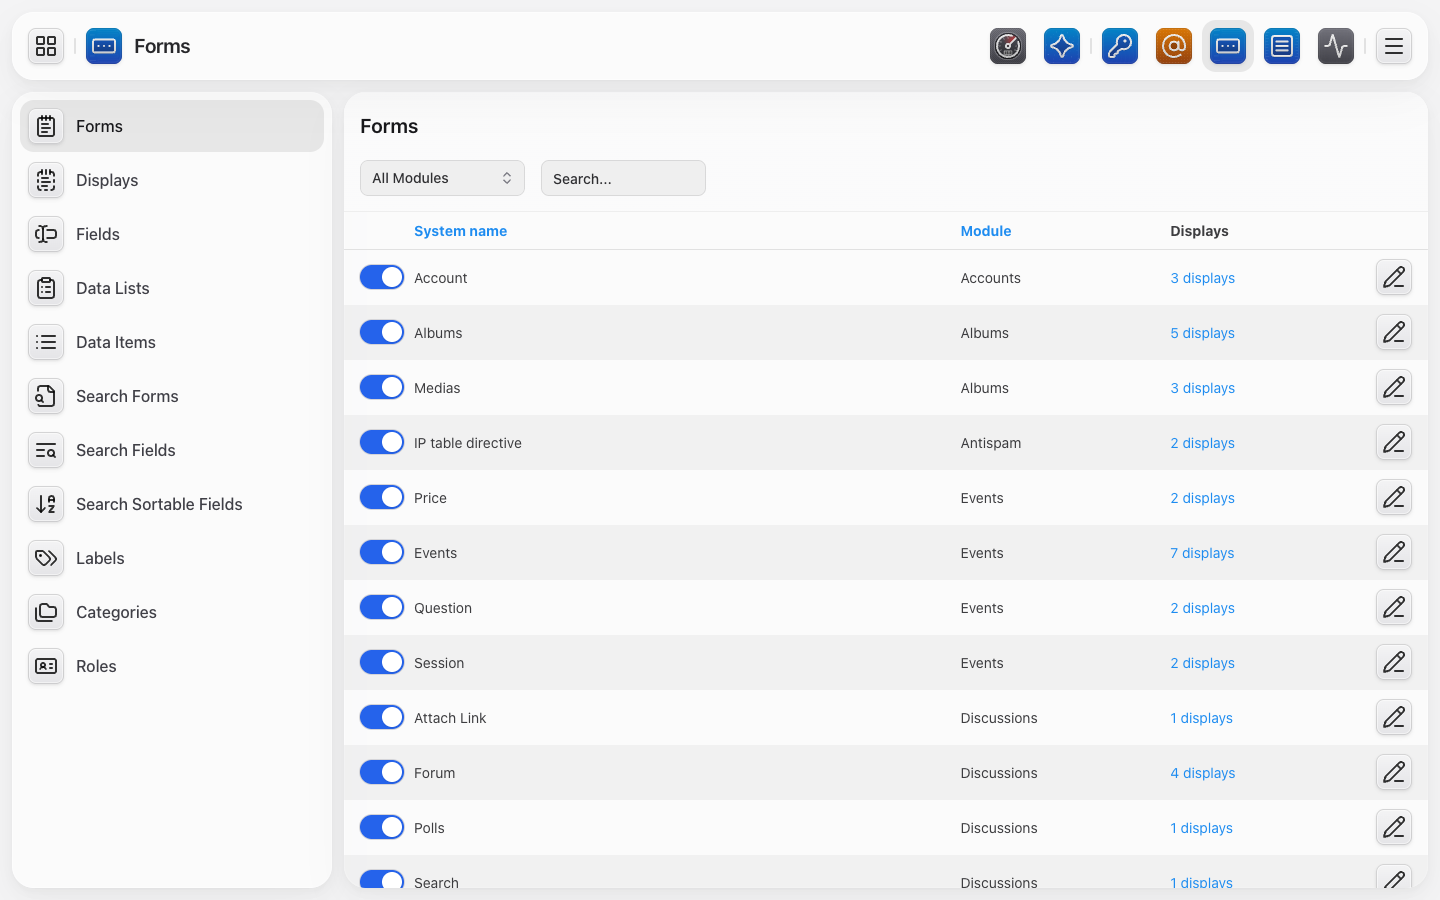 Forms
Forms
Displays
Fields
Data Lists
Data Items
Search Forms
Search Fields
Search Sortable Fields
Labels
Categories
Roles
Forms
All Modules
Search...
System name Module Displays
Account Accounts 3 displays
Albums Albums 5 displays
Medias Albums 3 displays
IP table directive Antispam 2 displays
Price Events 2 displays
Events Events 7 displays
Question Events 2 displays
Session Events 2 displays
Attach Link Discussions 1 displays
Forum Discussions 4 displays
Polls Discussions 1 displays
Search Discussions 1 displays